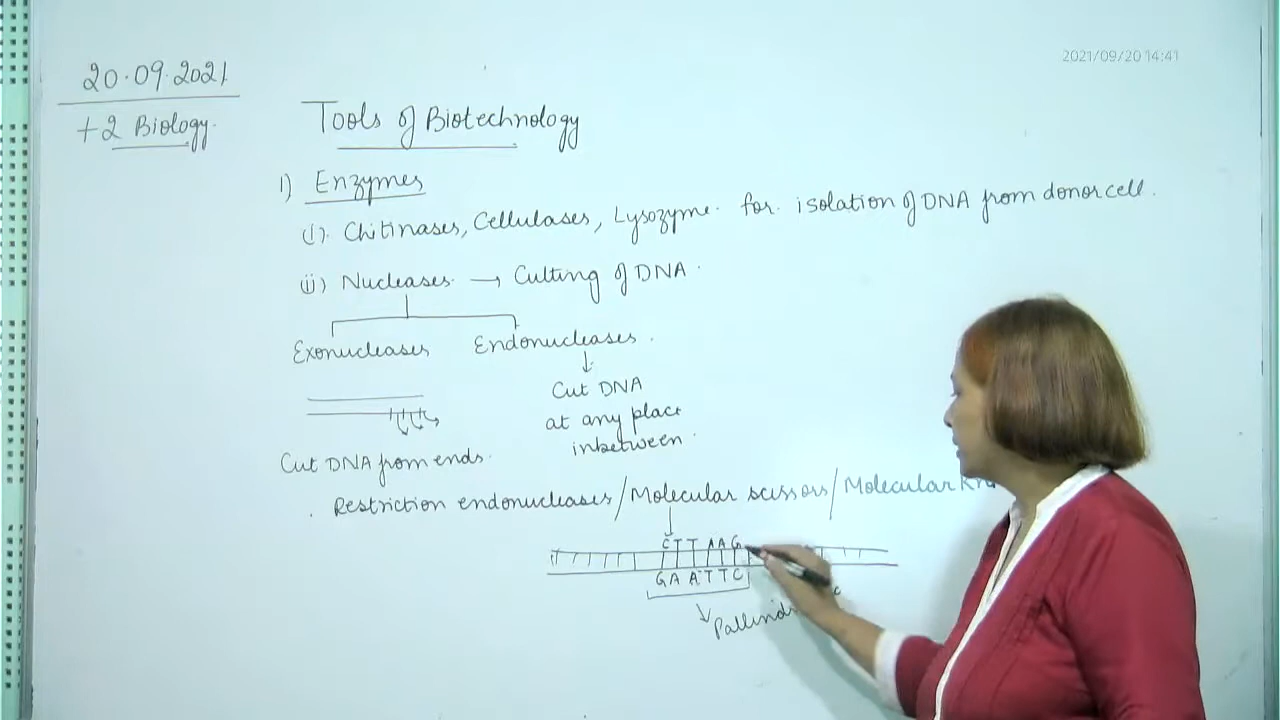 2021/09/20 14:41
20.09.2021
+2 Biology.
Tools of Biotechnology
1) Enzymes
(i). Chitinases, Cellulases, Lysozyme. for isolation of DNA from donor cell.
(ii) Nucleases. → Cutting of DNA.
Exonucleases Endonucleases.
Cut DNA
at any place
inbetween.
Cut DNA from ends.
Restriction endonucleases/Molecular scissors/Molecular
CTTAAG
GAATTC